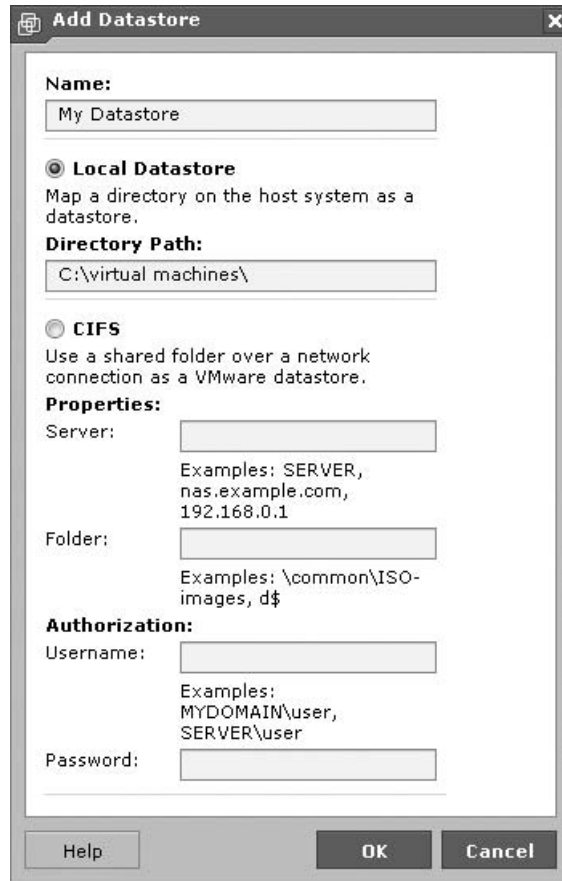 Add Datastore
Name:
My Datastore
Local Datastore
Map a directory on the host system as a
datastore.
Directory Path:
C:\virtual machines\
CIFS
Use a shared folder over a network
connection as a VMware datastore.
Properties:
Server:
Examples: SERVER,
nas.example.com,
192.168.0.1
Folder:
Examples: \common\ISO-
images, d$
Authorization:
Username:
Examples:
MYDOMAIN\user,
SERVER\user
Password:
Help OK Cancel